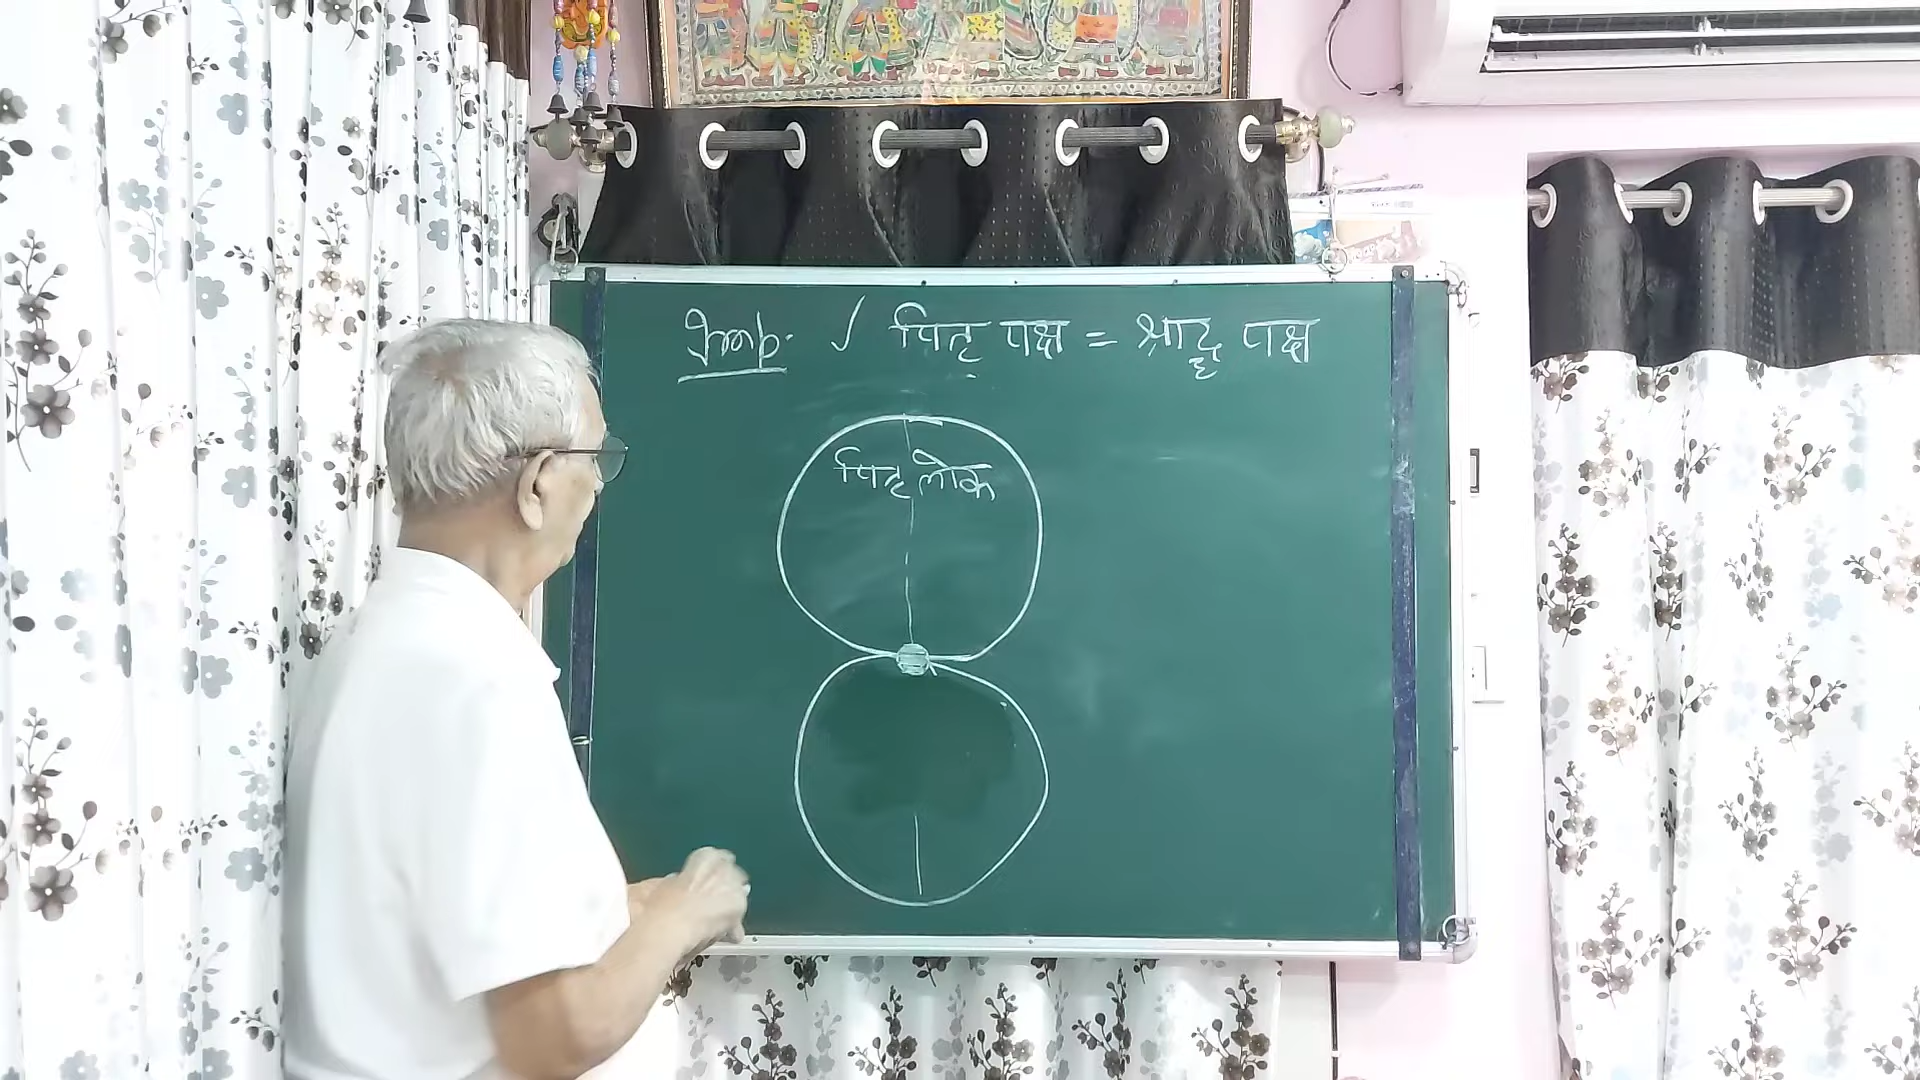 Imp. ✓ पितृ पक्ष = श्राद्ध पक्ष
पितृ लोक